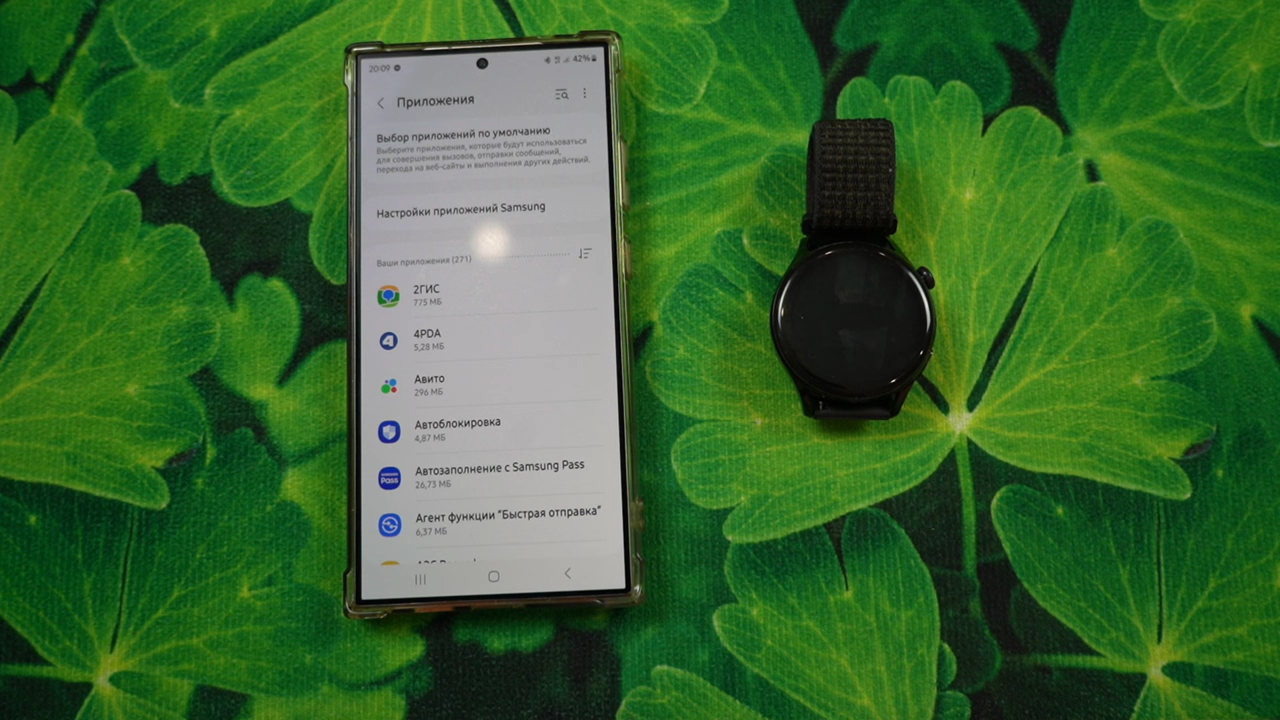 20:09
42%
Приложения
Выбор приложений по умолчанию
Выберите приложения, которые будут использоваться
для совершения вызовов, отправки сообщений,
перехода на веб-сайты и выполнения других действий.
Настройки приложений Samsung
Ваши приложения (271)
2ГИС
775 МБ
4PDA
5,28 МБ
Авито
296 МБ
Автоблокировка
4,87 МБ
SAMSUNG
Pass
Автозаполнение с Samsung Pass
26,73 МБ
Агент функции "Быстрая отправка"
6,37 МБ